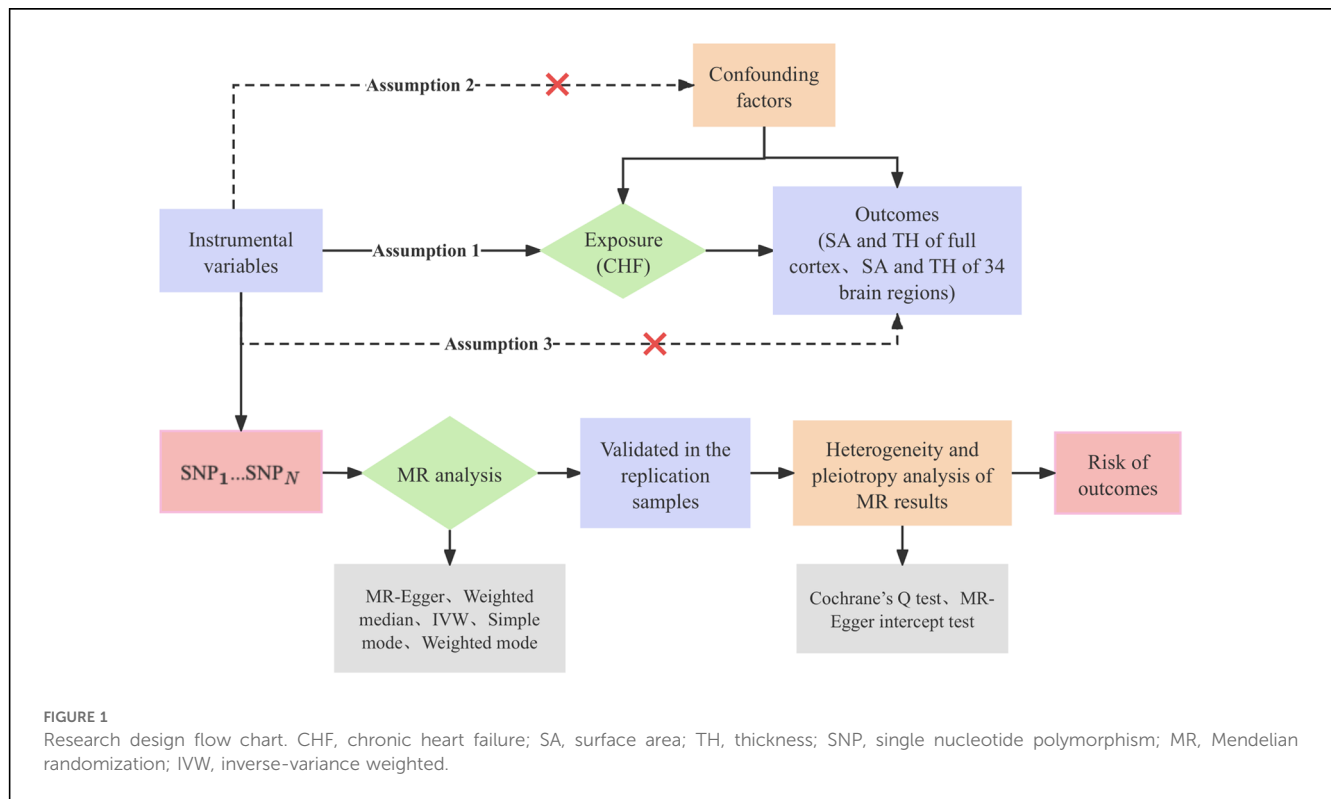 Confounding
factors
Assumption 2
Instrumental
variables
Assumption 1
Exposure
(CHF)
Outcomes
(SA and TH of full
cortex、SA and TH of 34
brain regions)
Assumption 3
SNP1...SNPN
MR analysis
Validated in the
replication
samples
Heterogeneity and
pleiotropy analysis of
MR results
Risk of
outcomes
MR-Egger、Weighted
median、IVW、Simple
mode、Weighted mode
Cochrane’s Q test、MR-
Egger intercept test
FIGURE 1
Research design flow chart. CHF, chronic heart failure; SA, surface area; TH, thickness; SNP, single nucleotide polymorphism; MR, Mendelian
randomization; IVW, inverse-variance weighted.